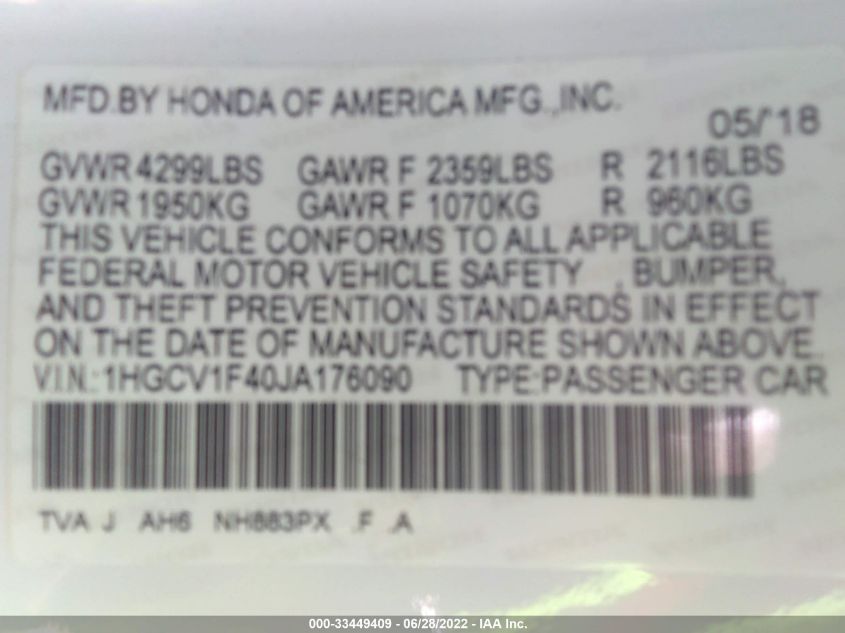 MFD.BY HONDA OF AMERICA MFG.,INC.
05/'18
GVWR 4299LBS GAWR F 2359LBS R 2116LBS
GVWR 1950KG GAWR F 1070KG R 960KG
THIS VEHICLE CONFORMS TO ALL APPLICABLE
FEDERAL MOTOR VEHICLE SAFETY , BUMPER,
AND THEFT PREVENTION STANDARDS IN EFFECT
ON THE DATE OF MANUFACTURE SHOWN ABOVE.
V.I.N.:1HGCV1F40JA176090 TYPE:PASSENGER CAR
TVA J AH6 NH883PX .F .A
000-33449409 - 06/28/2022 - IAA Inc.